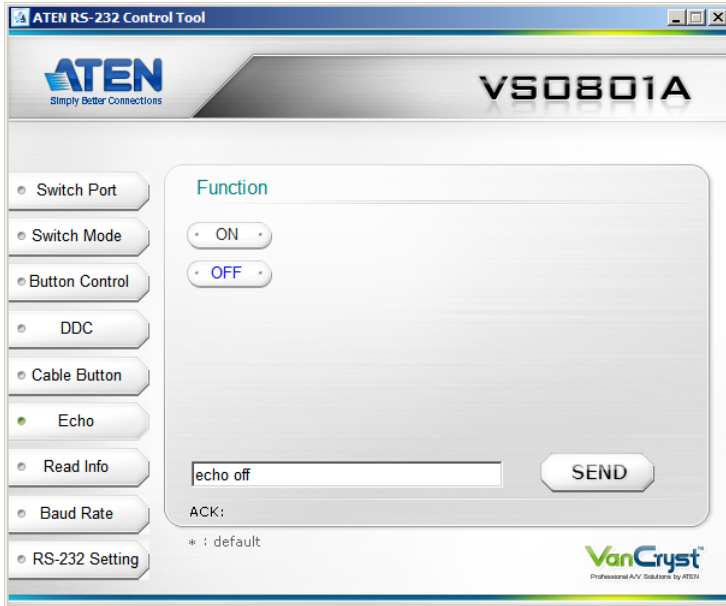 ATEN RS-232 Control Tool
ATEN
Simply Better Connections
VS0801A
Switch Port
Switch Mode
Button Control
DDC
Cable Button
Echo
Read Info
Baud Rate
RS-232 Setting
Function
ON
OFF
echo off
SEND
ACK:
* : default
VanCryst™
Professional A/V Solutions by ATEN